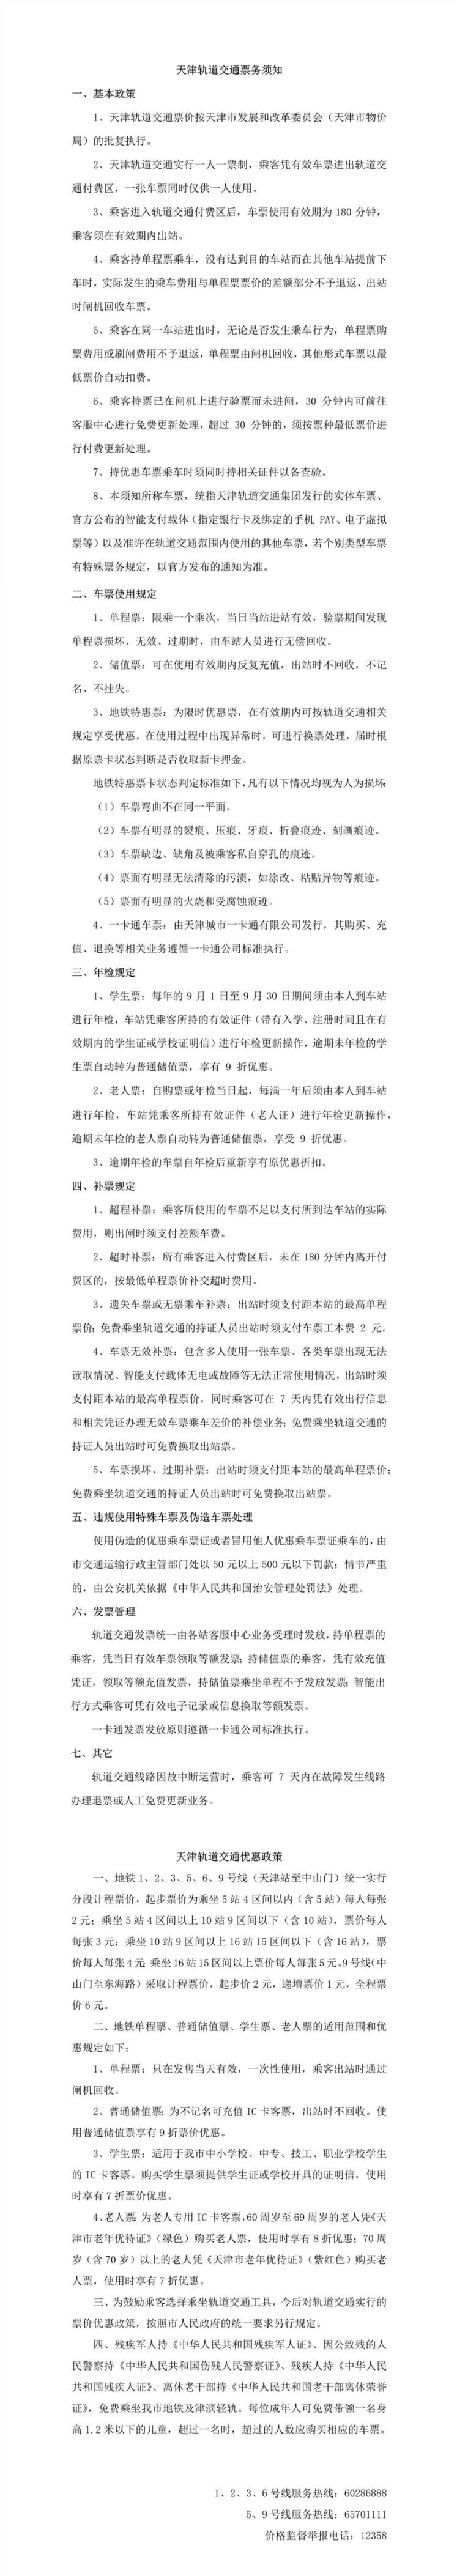 天津轨道交通票务须知
一、基本政策
1、天津轨道交通票价按天津市发展和改革委员会（天津市物价
局）的批复执行。
2、天津轨道交通实行一人一票制，乘客凭有效车票进出轨道交
通付费区，一张车票同时仅供一人使用。
3、乘客进入轨道交通付费区后，车票使用有效期为 180 分钟，
乘客须在有效期内出站。
4、乘客持单程票乘车，没有达到目的车站而在其他车站提前下
车时，实际发生的乘车费用与单程票票价的差额部分不予退返，出站
时闸机回收车票。
5、乘客在同一车站进出时，无论是否发生乘车行为，单程票购
票费用或刷闸费用不予退返，单程票由闸机回收，其他形式车票以最
低票价自动扣费。
6、乘客持票已在闸机上进行验票而未进闸，30 分钟内可前往
客服中心进行免费更新处理，超过 30 分钟的，须按票种最低票价进
行付费更新处理。
7、持优惠车票乘车时须同时持相关证件以备查验。
8、本须知所称车票，统指天津轨道交通集团发行的实体车票、
官方公布的智能支付载体（指定银行卡及绑定的手机 PAY、电子虚拟
票等）以及准许在轨道交通范围内使用的其他车票，若个别类型车票
有特殊票务规定，以官方发布的通知为准。
二、车票使用规定
1、单程票：限乘一个乘次，当日当站进站有效，验票期间发现
单程票损坏、无效、过期时，由车站人员进行无偿回收。
2、储值票：可在使用有效期内反复充值，出站时不回收，不记
名、不挂失。
3、地铁特惠票：为限时优惠票，在有效期内可按轨道交通相关
规定享受优惠。在使用过程中出现异常时，可进行换票处理，届时根
据原票卡状态判断是否收取新卡押金。
地铁特惠票卡状态判定标准如下，凡有以下情况均视为人为损坏：
（1）车票弯曲不在同一平面。
（2）车票有明显的裂痕、压痕、牙痕、折叠痕迹、刻画痕迹。
（3）车票缺边、缺角及被乘客私自穿孔的痕迹。
（4）票面有明显无法清除的污渍，如涂改、粘贴异物等痕迹。
（5）票面有明显的火烧和受腐蚀痕迹。
4、一卡通车票：由天津城市一卡通有限公司发行，其购买、充
值、退换等相关业务遵循一卡通公司标准执行。
三、年检规定
1、学生票：每年的 9 月 1 日至 9 月 30 日期间须由本人到车站
进行年检，车站凭乘客所持的有效证件（带有入学、注册时间且在有
效期内的学生证或学校证明信）进行年检更新操作，逾期未年检的学
生票自动转为普通储值票，享有 9 折优惠。
2、老人票：自购票或年检当日起，每满一年后须由本人到车站
进行年检，车站凭乘客所持有效证件（老人证）进行年检更新操作，
逾期未年检的老人票自动转为普通储值票，享受 9 折优惠。
3、逾期年检的车票自年检后重新享有原优惠折扣。
四、补票规定
1、超程补票：乘客所使用的车票不足以支付所到达车站的实际
费用，则出闸时须支付差额车费。
2、超时补票：所有乘客进入付费区后，未在 180 分钟内离开付
费区的，按最低单程票价补交超时费用。
3、遗失车票或无票乘车补票：出站时须支付距本站的最高单程
票价；免费乘坐轨道交通的持证人员出站时须支付车票工本费 2 元。
4、车票无效补票：包含多人使用一张车票、各类车票出现无法
读取情况、智能支付载体无电或故障等无法正常使用情况，出站时须
支付距本站的最高单程票价，同时乘客可在 7 天内凭有效出行信息
和相关凭证办理无效车票乘车差价的补偿业务；免费乘坐轨道交通的
持证人员出站时可免费换取出站票。
5、车票损坏、过期补票：出站时须支付距本站的最高单程票价；
免费乘坐轨道交通的持证人员出站时可免费换取出站票。
五、违规使用特殊车票及伪造车票处理
使用伪造的优惠乘车票证或者冒用他人优惠乘车票证乘车的，由
市交通运输行政主管部门处以 50 元以上 500 元以下罚款；情节严重
的，由公安机关依据《中华人民共和国治安管理处罚法》处理。
六、发票管理
轨道交通发票统一由各站客服中心业务受理时发放，持单程票的
乘客，凭当日有效车票领取等额发票；持储值票的乘客，凭有效充值
凭证，领取等额充值发票，持储值票乘坐单程不予发放发票；智能出
行方式乘客可凭有效电子记录或信息换取等额发票。
一卡通发票发放原则遵循一卡通公司标准执行。
七、其它
轨道交通线路因故中断运营时，乘客可 7 天内在故障发生线路
办理退票或人工免费更新业务。
天津轨道交通优惠政策
一、地铁 1、2、3、5、6、9 号线（天津站至中山门）统一实行
分段计程票价，起步票价为乘坐 5 站 4 区间以内（含 5 站）每人每张
2 元；乘坐 5 站 4 区间以上 10 站 9 区间以下（含 10 站），票价每人
每张 3 元；乘坐 10 站 9 区间以上 16 站 15 区间以下（含 16 站），票
价每人每张 4 元；乘坐 16 站 15 区间以上票价每人每张 5 元。9 号线（中
山门至东海路）采取计程票价，起步价 2 元，递增票价 1 元，全程票
价 6 元。
二、地铁单程票、普通储值票、学生票、老人票的适用范围和优
惠规定如下：
1、单程票：只在发售当天有效，一次性使用，乘客出站时通过
闸机回收。
2、普通储值票：为不记名可充值 IC 卡客票，出站时不回收。使
用普通储值票享有 9 折票价优惠。
3、学生票：适用于我市中小学校、中专、技工、职业学校学生
的 IC 卡客票。购买学生票须提供学生证或学校开具的证明信，使用
时享有 7 折票价优惠。
4、老人票：为老人专用 IC 卡客票，60 周岁至 69 周岁的老人凭《天
津市老年优待证》（绿色）购买老人票，使用时享有 8 折优惠；70 周
岁（含 70 岁）以上的老人凭《天津市老年优待证》（紫红色）购买老
人票，使用时享有 7 折优惠。
三、为鼓励乘客选择乘坐轨道交通工具，今后对轨道交通实行的
票价优惠政策，按照市人民政府的统一要求另行规定。
四、残疾军人持《中华人民共和国残疾军人证》、因公致残的人
民警察持《中华人民共和国伤残人民警察证》、残疾人持《中华人民
共和国残疾人证》、离休老干部持《中华人民共和国老干部离休荣誉
证》，免费乘坐我市地铁及津滨轻轨。每位成年人可免费带领一名身
高 1.2 米以下的儿童，超过一名时，超过的人数应购买相应的车票。
1、2、3、6 号线服务热线：60286888
5、9 号线服务热线：65701111
价格监督举报电话：12358